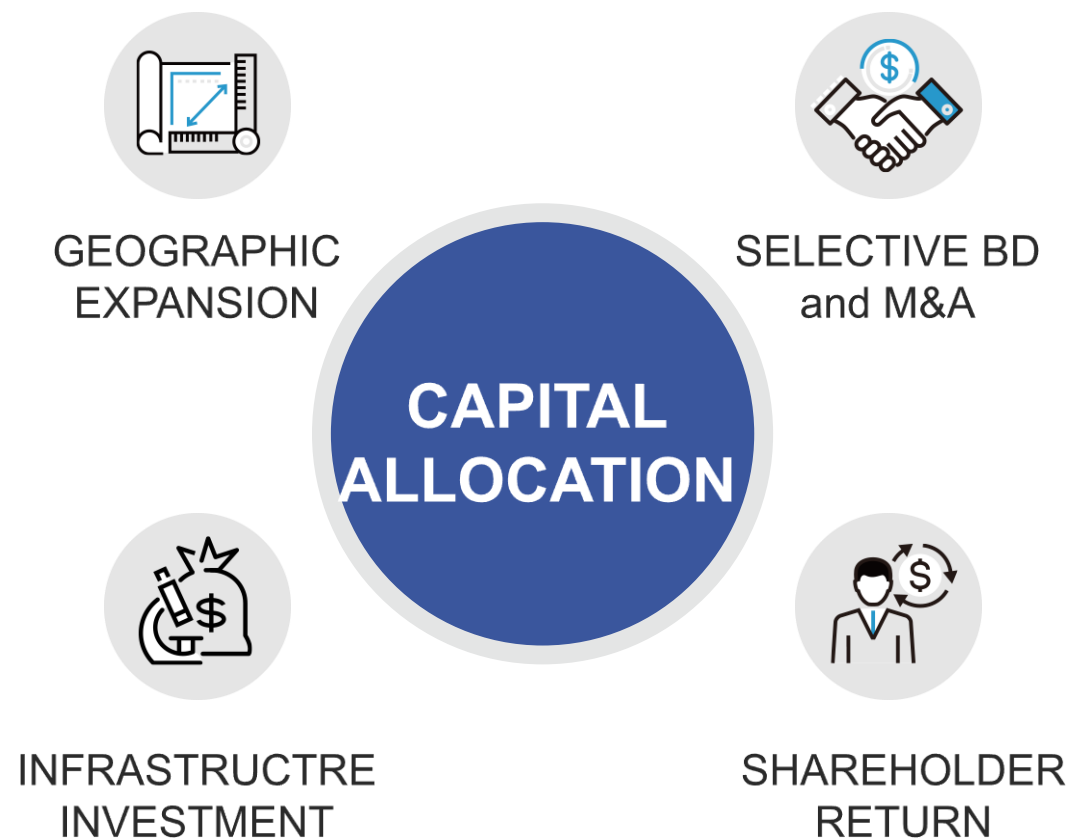 GEOGRAPHIC
EXPANSION
SELECTIVE BD
and M&A
CAPITAL
ALLOCATION
INFRASTRUCTRE
INVESTMENT
SHAREHOLDER
RETURN
$
$
$